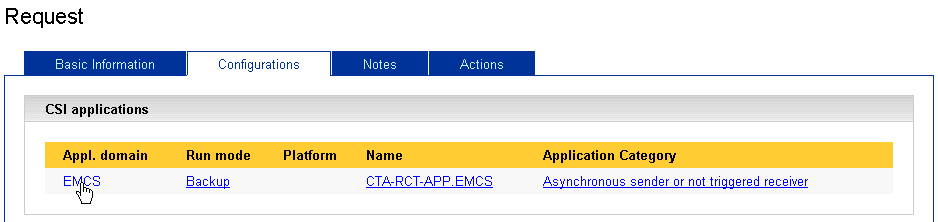 Request
Basic Information Configurations Notes Actions
CSI applications
Appl. domain Run mode Platform Name Application Category
EMCS Backup CTA-RCT-APP.EMCS Asynchronous sender or not triggered receiver